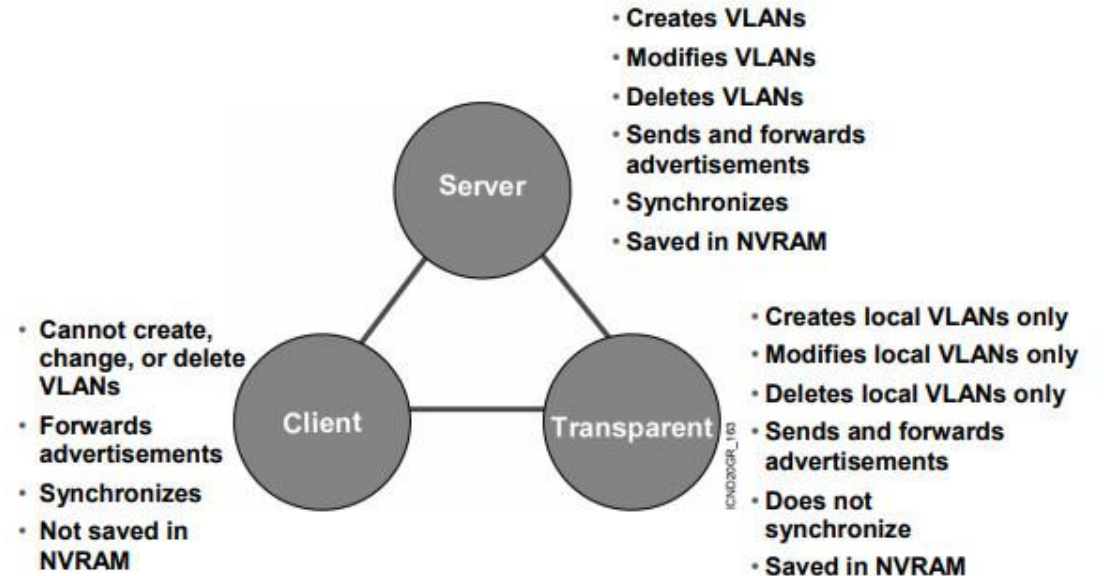 • Creates VLANs
• Modifies VLANs
• Deletes VLANs
• Sends and forwards
advertisements
• Synchronizes
• Saved in NVRAM
Server
• Cannot create,
change, or delete
VLANs
• Forwards
advertisements
• Synchronizes
• Not saved in
NVRAM
Client
Transparent
ICND20GR_163
• Creates local VLANs only
• Modifies local VLANs only
• Deletes local VLANs only
• Sends and forwards
advertisements
• Does not
synchronize
• Saved in NVRAM